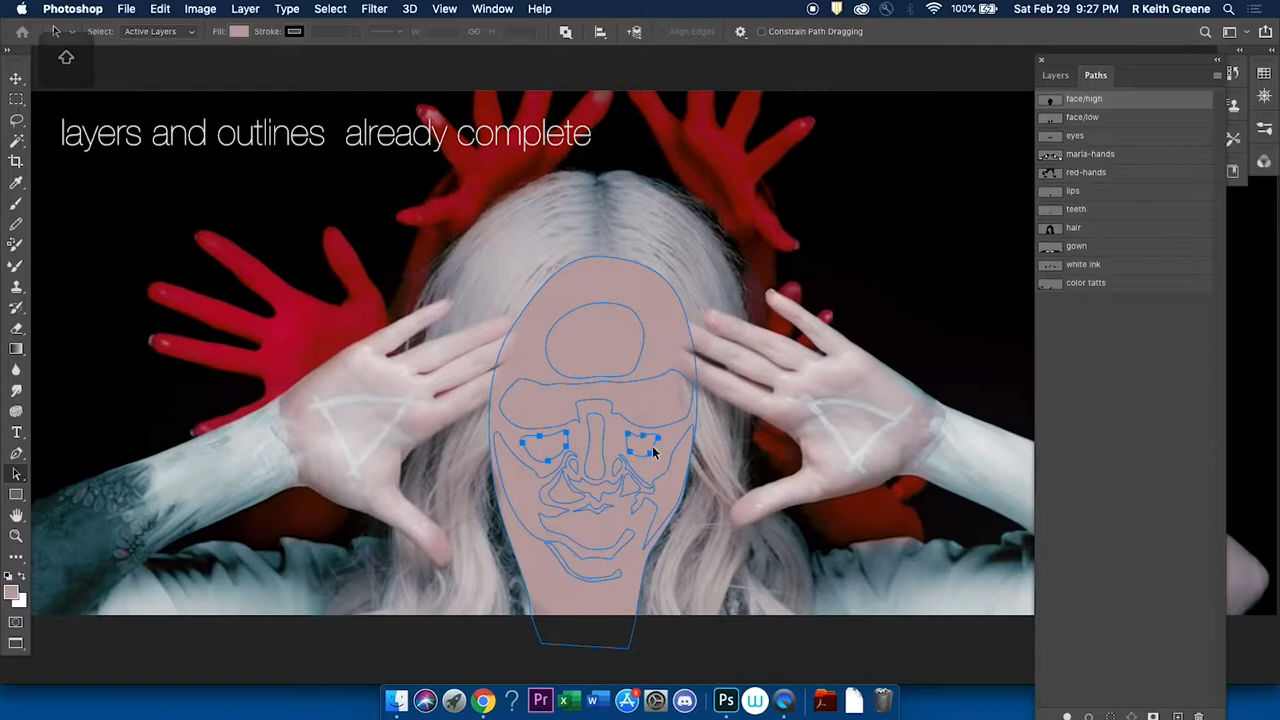 Photoshop File Edit Image Layer Type Select Filter 3D View Window Help 100% Sat Feb 29 9:27 PM R Keith Greene
Select: Active Layers Fill: Stroke: W: H: Align Edges Constrain Path Dragging
Layers Paths
face/high
face/low
eyes
maria-hands
red-hands
lips
teeth
hair
gown
white ink
color tatts
layers and outlines already complete
Pr W Ps W